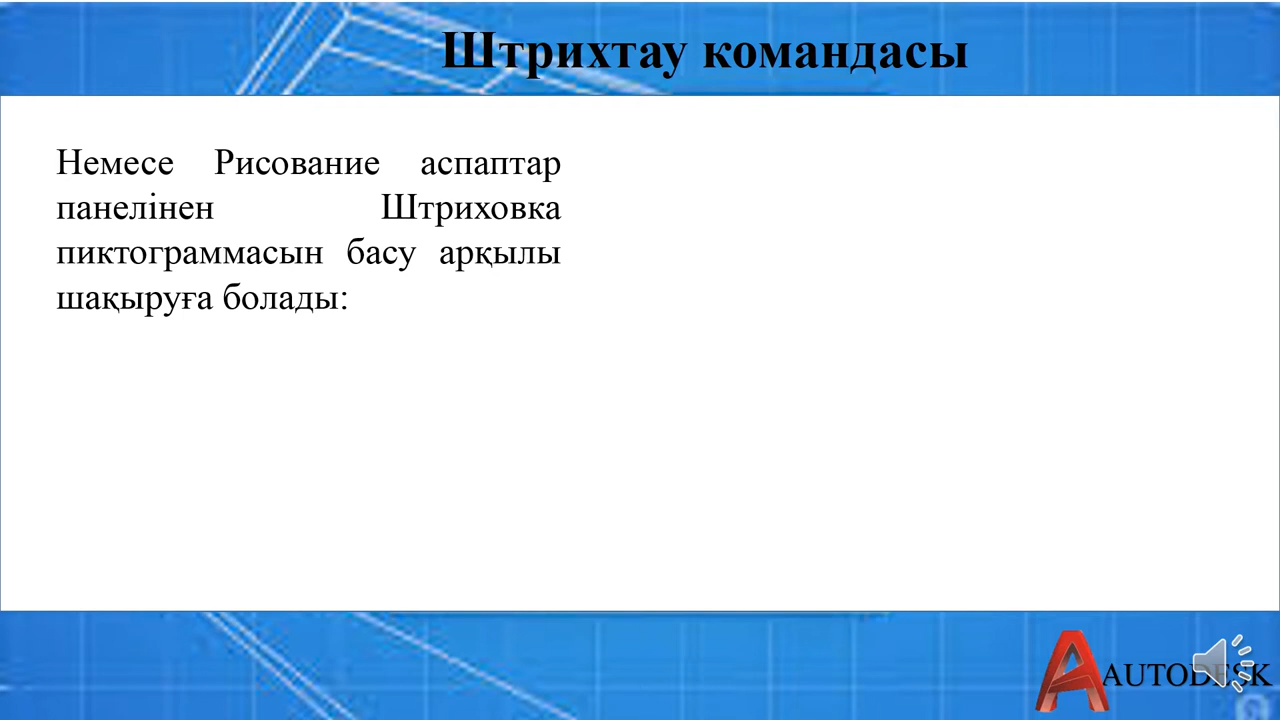 Штрихтау командасы
Немесе Рисование аспаптар
панелінен Штриховка
пиктограммасын басу арқылы
шақыруға болады:
AUTODESK